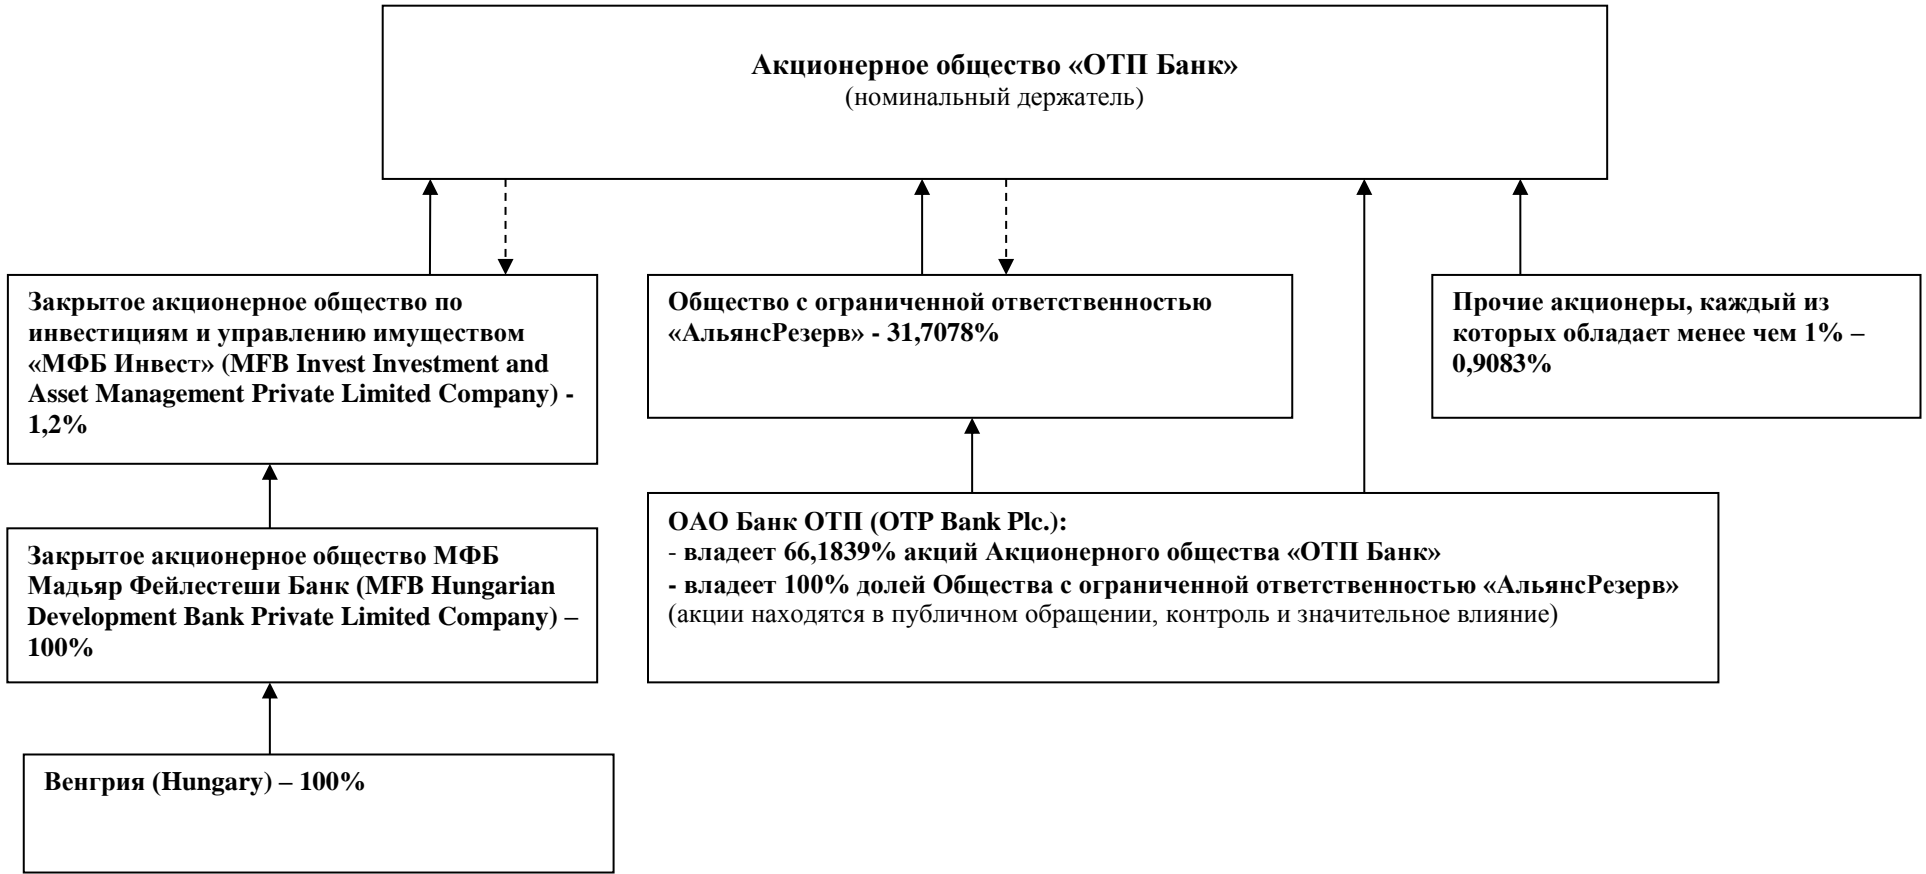 Акционерное общество «ОТП Банк»
(номинальный держатель)
Закрытое акционерное общество по
инвестициям и управлению имуществом
«МФБ Инвест» (MFB Invest Investment and
Asset Management Private Limited Company) -
1,2%
Общество с ограниченной ответственностью
«АльянсРезерв» - 31,7078%
Прочие акционеры, каждый из
которых обладает менее чем 1% –
0,9083%
Закрытое акционерное общество МФБ
Мадьяр Фейлестеши Банк (MFB Hungarian
Development Bank Private Limited Company) –
100%
ОАО Банк ОТП (OTP Bank Plc.):
- владеет 66,1839% акций Акционерного общества «ОТП Банк»
- владеет 100% долей Общества с ограниченной ответственностью «АльянсРезерв»
(акции находятся в публичном обращении, контроль и значительное влияние)
Венгрия (Hungary) – 100%